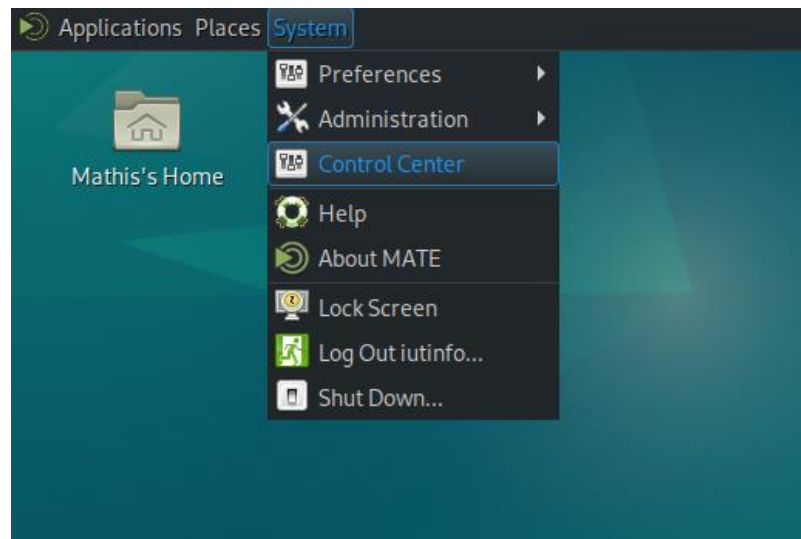 Applications Places System
Preferences
Administration
Control Center
Help
About MATE
Lock Screen
Log Out iutinfo...
Shut Down...
Mathis's Home